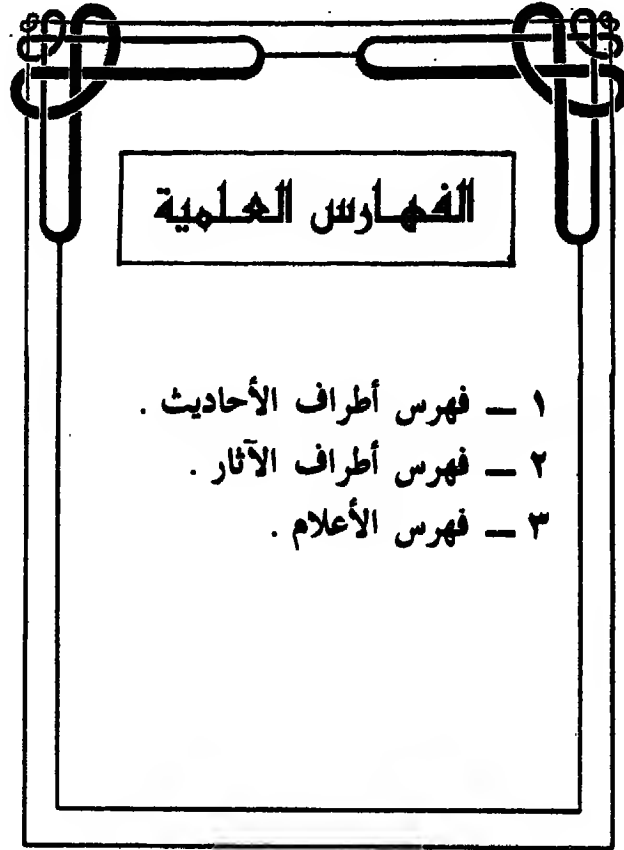 الفهارس العلمية
١ ــ فهرس أطراف الأحاديث .
٢ ــ فهرس أطراف الآثار .
٣ ــ فهرس الأعلام .